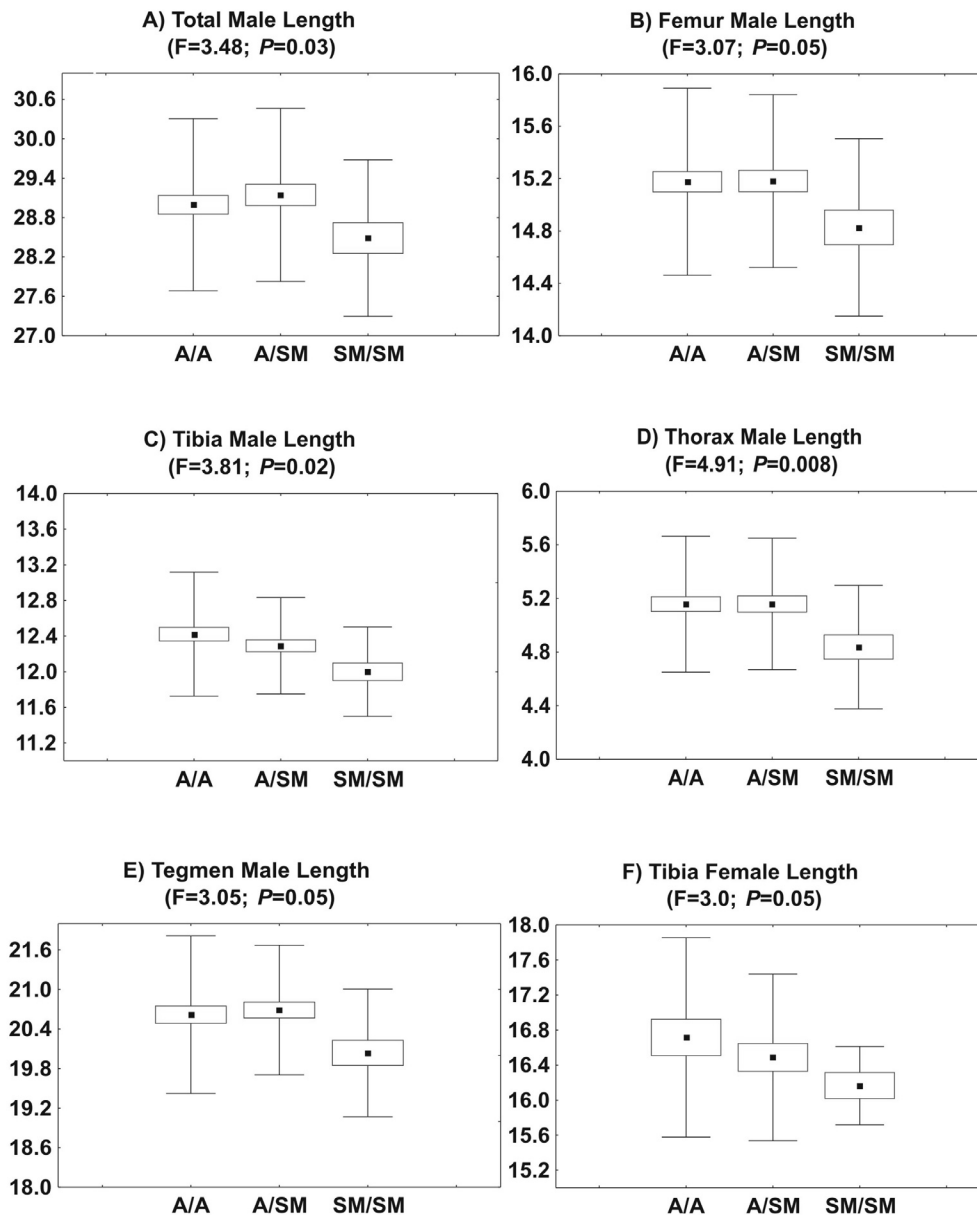 A) Total Male Length
(F=3.48; P=0.03)
30.6
30.0
29.4
28.8
28.2
27.6
27.0
A/A A/SM SM/SM
B) Femur Male Length
(F=3.07; P=0.05)
16.0
15.6
15.2
14.8
14.4
14.0
A/A A/SM SM/SM
C) Tibia Male Length
(F=3.81; P=0.02)
14.0
13.6
13.2
12.8
12.4
12.0
11.6
11.2
A/A A/SM SM/SM
D) Thorax Male Length
(F=4.91; P=0.008)
6.0
5.6
5.2
4.8
4.4
4.0
A/A A/SM SM/SM
E) Tegmen Male Length
(F=3.05; P=0.05)
21.6
21.0
20.4
19.8
19.2
18.6
18.0
A/A A/SM SM/SM
F) Tibia Female Length
(F=3.0; P=0.05)
18.0
17.6
17.2
16.8
16.4
16.0
15.6
15.2
A/A A/SM SM/SM